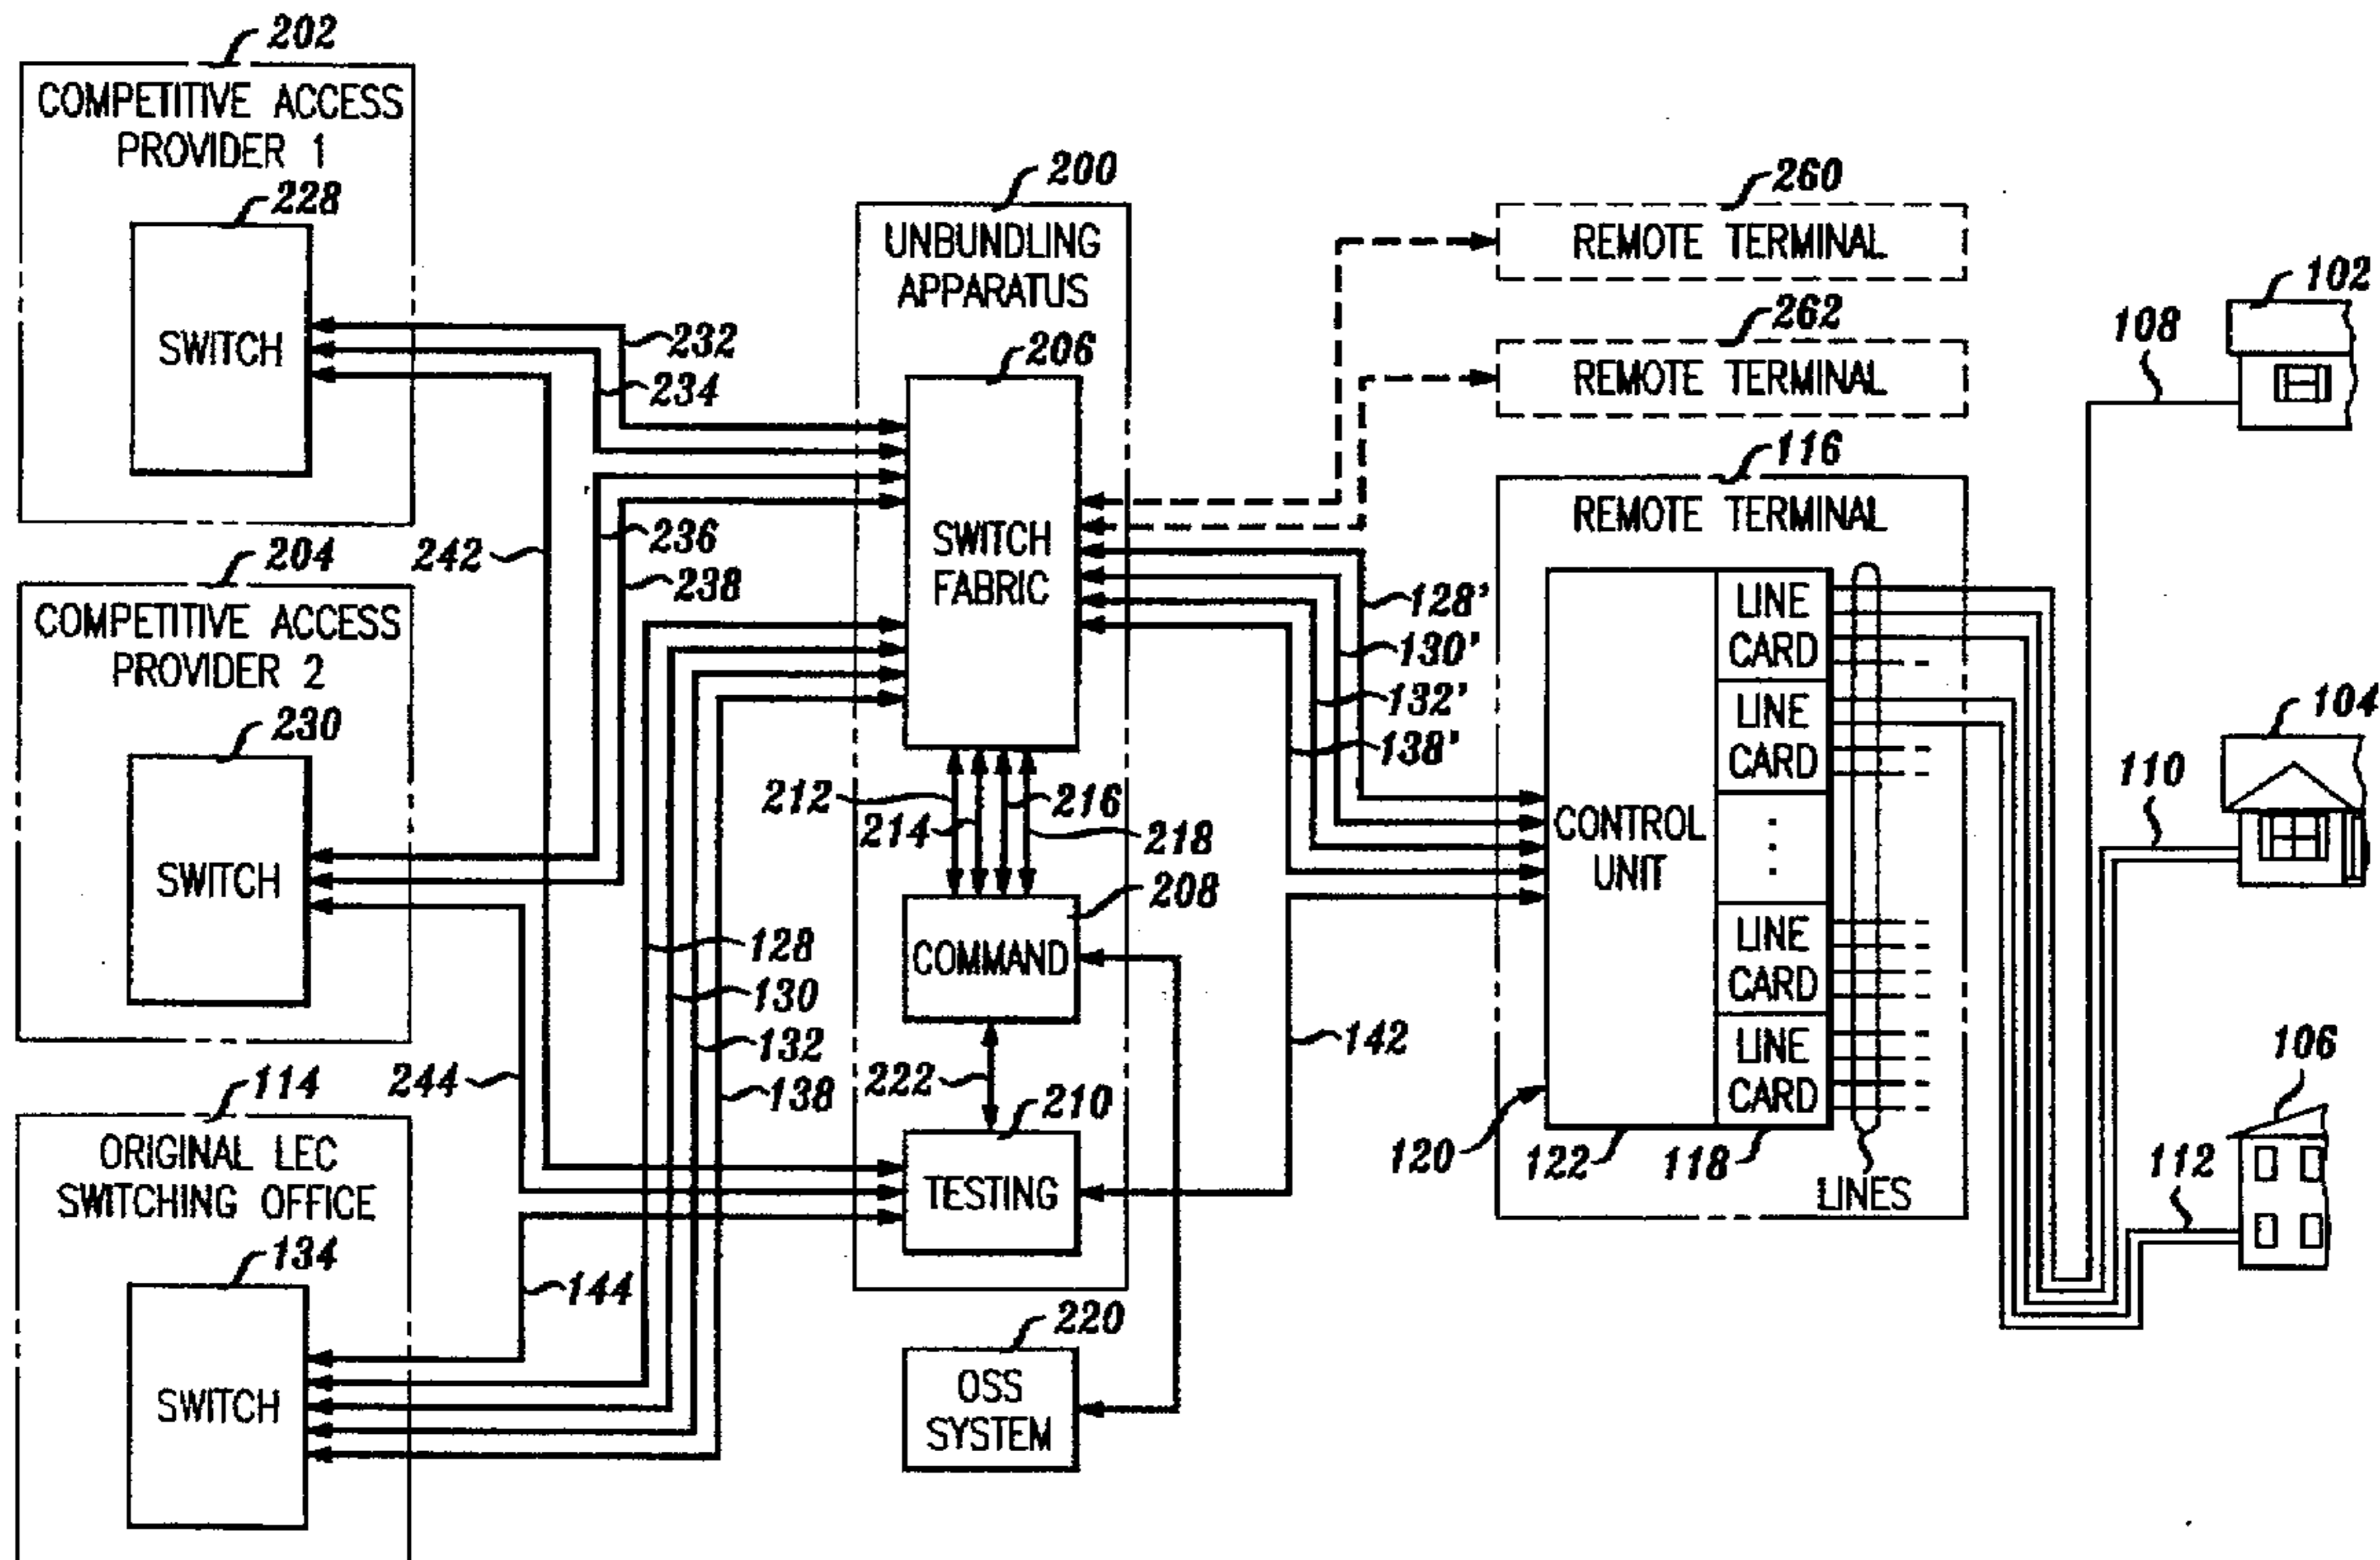 202
COMPETITIVE ACCESS
PROVIDER 1
228
SWITCH
204
COMPETITIVE ACCESS
PROVIDER 2
230
SWITCH
114
ORIGINAL LEC
SWITCHING OFFICE
134
SWITCH
232
234
236
238
242
244
144
128
130
132
138
200
UNBUNDLING
APPARATUS
206
SWITCH
FABRIC
212
214
216
218
208
COMMAND
222
210
TESTING
220
OSS
SYSTEM
260
REMOTE TERMINAL
262
REMOTE TERMINAL
116
REMOTE TERMINAL
128'
130'
132'
138'
142
CONTROL
UNIT
LINE
CARD
LINE
CARD
LINE
CARD
LINE
CARD
120
122
118
LINES
102
108
104
110
106
112